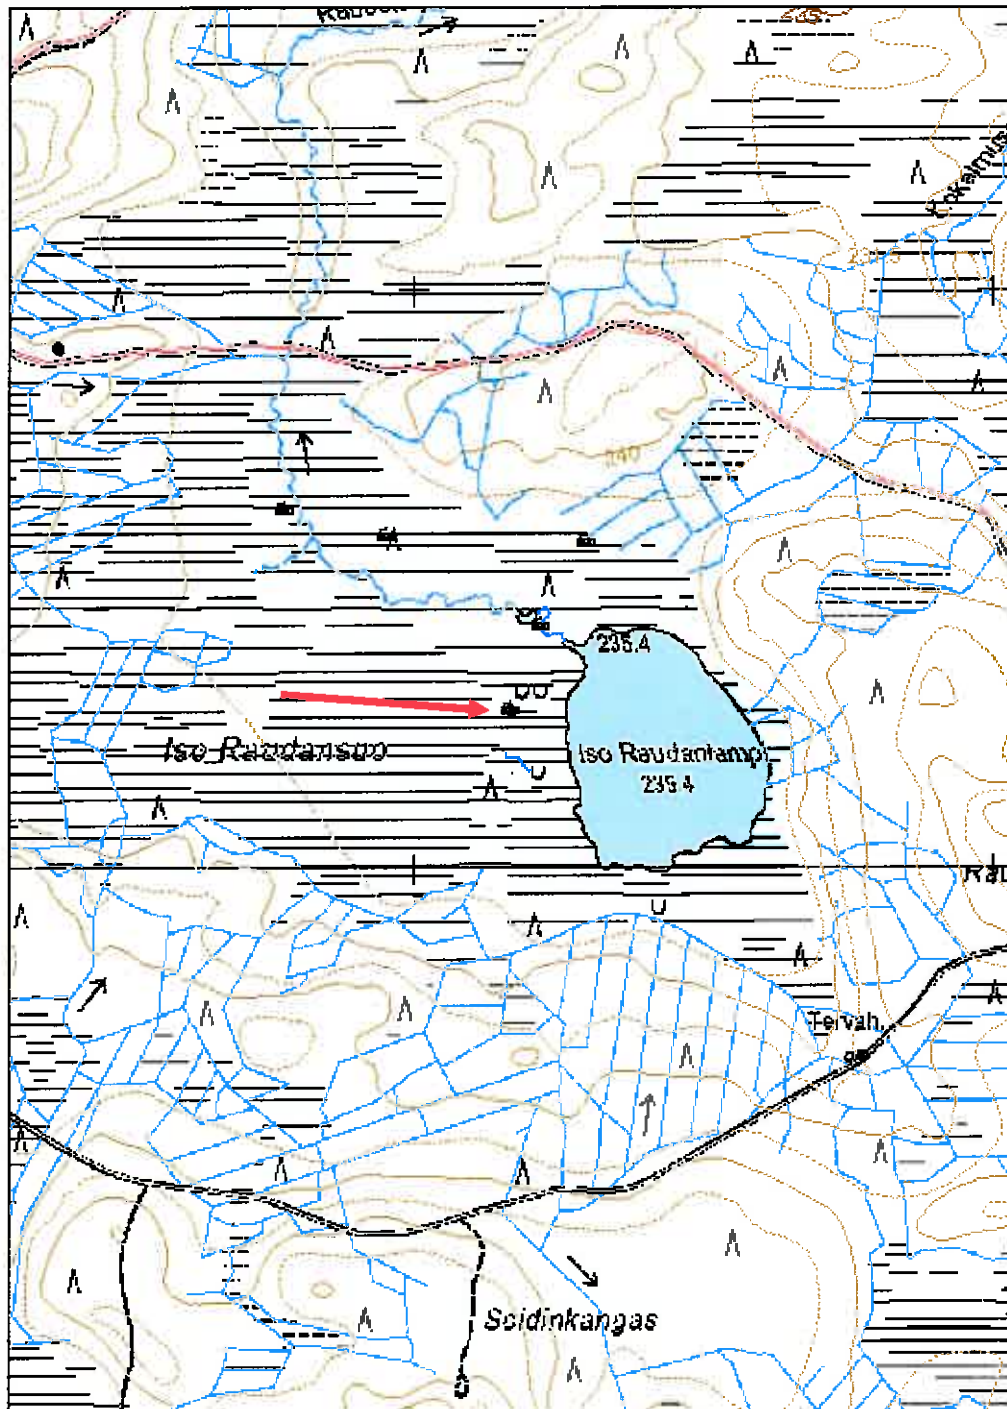 240
235.4
Iso Raudansuo
Iso Raudanlampi
235.4
Tervah.
Soidinkangas